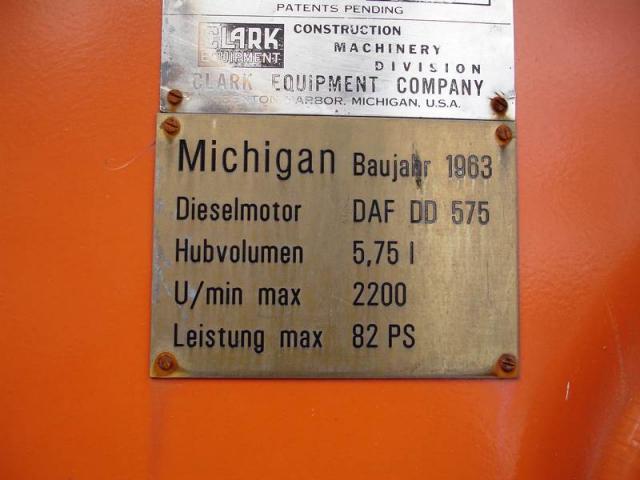 PATENTS PENDING
CLARK EQUIPMENT
CONSTRUCTION
MACHINERY
DIVISION
CLARK EQUIPMENT COMPANY
HARBOR, MICHIGAN, U.S.A.
Michigan Baujahr 1963
Dieselmotor DAF DD 575
Hubvolumen 5,75 l
U/min max 2200
Leistung max 82 PS